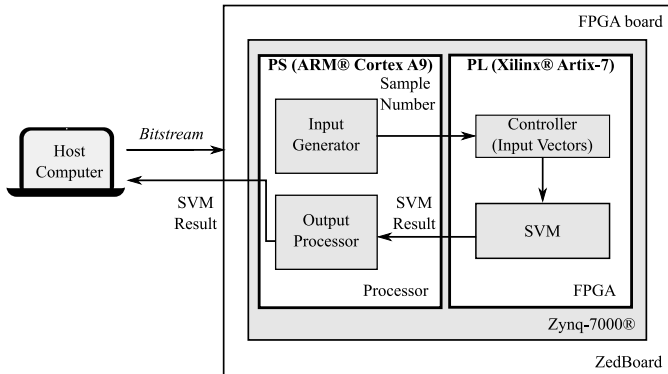 FPGA board
PS (ARM® Cortex A9)
PL (Xilinx® Artix-7)
Sample
Number
Input
Generator
Controller
(Input Vectors)
Bitstream
Host
Computer
SVM
Result
Output
Processor
SVM
Result
SVM
Processor
FPGA
Zynq-7000®
ZedBoard